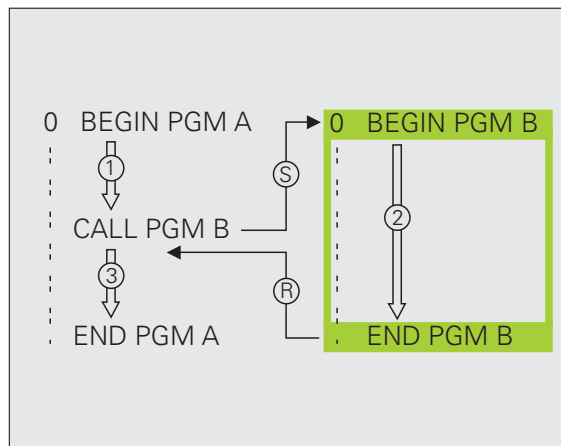 0 BEGIN PGM A
1
S
CALL PGM B
3
R
END PGM A
0 BEGIN PGM B
2
END PGM B